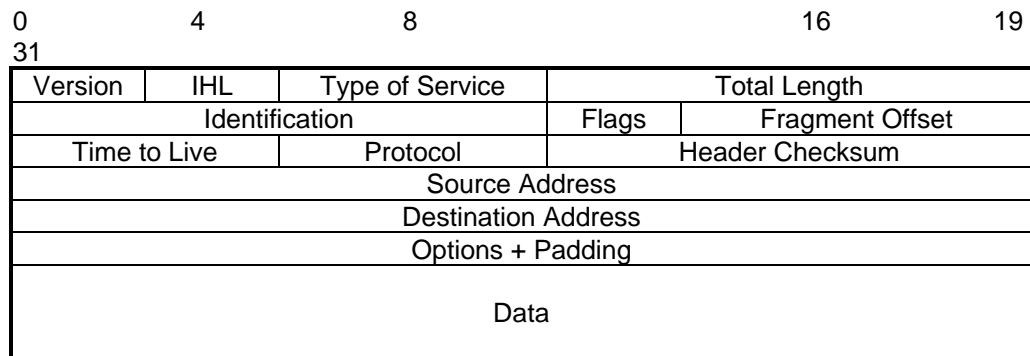 0 4 8 16 19
31
Version IHL Type of Service Total Length
Identification Flags Fragment Offset
Time to Live Protocol Header Checksum
Source Address
Destination Address
Options + Padding
Data